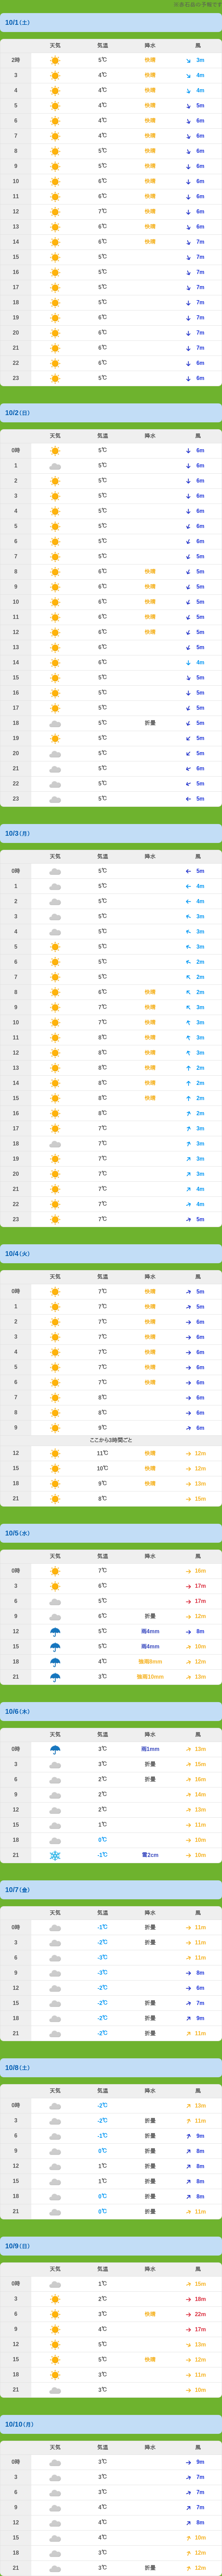 ※釜石森の予報です
10/1(土)
天気 気温 降水 風
2時 5℃ 快晴 3m
3 4℃ 快晴 4m
4 4℃ 快晴 4m
5 4℃ 快晴 5m
6 4℃ 快晴 6m
7 4℃ 快晴 6m
8 5℃ 快晴 6m
9 5℃ 快晴 6m
10 6℃ 快晴 6m
11 6℃ 快晴 6m
12 7℃ 快晴 6m
13 6℃ 快晴 6m
14 6℃ 快晴 7m
15 5℃ 7m
16 5℃ 7m
17 5℃ 7m
18 5℃ 7m
19 6℃ 7m
20 6℃ 7m
21 6℃ 7m
22 6℃ 6m
23 5℃ 6m
10/2(日)
天気 気温 降水 風
0時 5℃ 6m
1 5℃ 6m
2 5℃ 6m
3 5℃ 6m
4 5℃ 6m
5 5℃ 6m
6 5℃ 6m
7 5℃ 5m
8 6℃ 快晴 5m
9 6℃ 快晴 5m
10 6℃ 快晴 5m
11 6℃ 快晴 5m
12 6℃ 快晴 5m
13 6℃ 5m
14 6℃ 4m
15 5℃ 5m
16 5℃ 5m
17 5℃ 5m
18 5℃ 折曇 5m
19 5℃ 5m
20 5℃ 5m
21 5℃ 6m
22 5℃ 5m
23 5℃ 5m
10/3(月)
天気 気温 降水 風
0時 5℃ 5m
1 5℃ 4m
2 5℃ 4m
3 5℃ 3m
4 5℃ 3m
5 5℃ 3m
6 5℃ 2m
7 5℃ 2m
8 6℃ 快晴 2m
9 7℃ 快晴 3m
10 7℃ 快晴 3m
11 8℃ 快晴 3m
12 8℃ 快晴 3m
13 8℃ 快晴 2m
14 8℃ 快晴 2m
15 8℃ 快晴 2m
16 8℃ 2m
17 7℃ 3m
18 7℃ 3m
19 7℃ 3m
20 7℃ 3m
21 7℃ 4m
22 7℃ 4m
23 7℃ 5m
10/4(火)
天気 気温 降水 風
0時 7℃ 快晴 5m
1 7℃ 快晴 5m
2 7℃ 快晴 6m
3 7℃ 快晴 6m
4 7℃ 快晴 6m
5 7℃ 快晴 6m
6 7℃ 快晴 6m
7 8℃ 6m
8 8℃ 6m
9 9℃ 6m
ここから3時間ごと
12 11℃ 快晴 12m
15 10℃ 快晴 12m
18 9℃ 快晴 13m
21 8℃ 15m
10/5(水)
天気 気温 降水 風
0時 7℃ 16m
3 6℃ 17m
6 5℃ 17m
9 6℃ 折曇 12m
12 5℃ 雨4mm 8m
15 5℃ 雨4mm 10m
18 4℃ 強雨8mm 12m
21 3℃ 強雨10mm 13m
10/6(木)
天気 気温 降水 風
0時 3℃ 雨1mm 13m
3 3℃ 折曇 15m
6 2℃ 折曇 16m
9 2℃ 14m
12 2℃ 13m
15 1℃ 11m
18 0℃ 10m
21 -1℃ 雪2cm 10m
10/7(金)
天気 気温 降水 風
0時 -1℃ 折曇 11m
3 -2℃ 折曇 11m
6 -3℃ 11m
9 -3℃ 8m
12 -2℃ 6m
15 -2℃ 折曇 7m
18 -2℃ 折曇 9m
21 -2℃ 折曇 11m
10/8(土)
天気 気温 降水 風
0時 -2℃ 13m
3 -2℃ 折曇 11m
6 -1℃ 折曇 9m
9 0℃ 折曇 8m
12 1℃ 折曇 8m
15 1℃ 折曇 8m
18 0℃ 折曇 8m
21 0℃ 折曇 11m
10/9(日)
天気 気温 降水 風
0時 1℃ 15m
3 2℃ 18m
6 3℃ 快晴 22m
9 4℃ 17m
12 5℃ 13m
15 5℃ 快晴 12m
18 3℃ 11m
21 3℃ 10m
10/10(月)
天気 気温 降水 風
0時 3℃ 9m
3 3℃ 7m
6 3℃ 7m
9 4℃ 7m
12 4℃ 8m
15 4℃ 10m
18 3℃ 12m
21 3℃ 折曇 12m